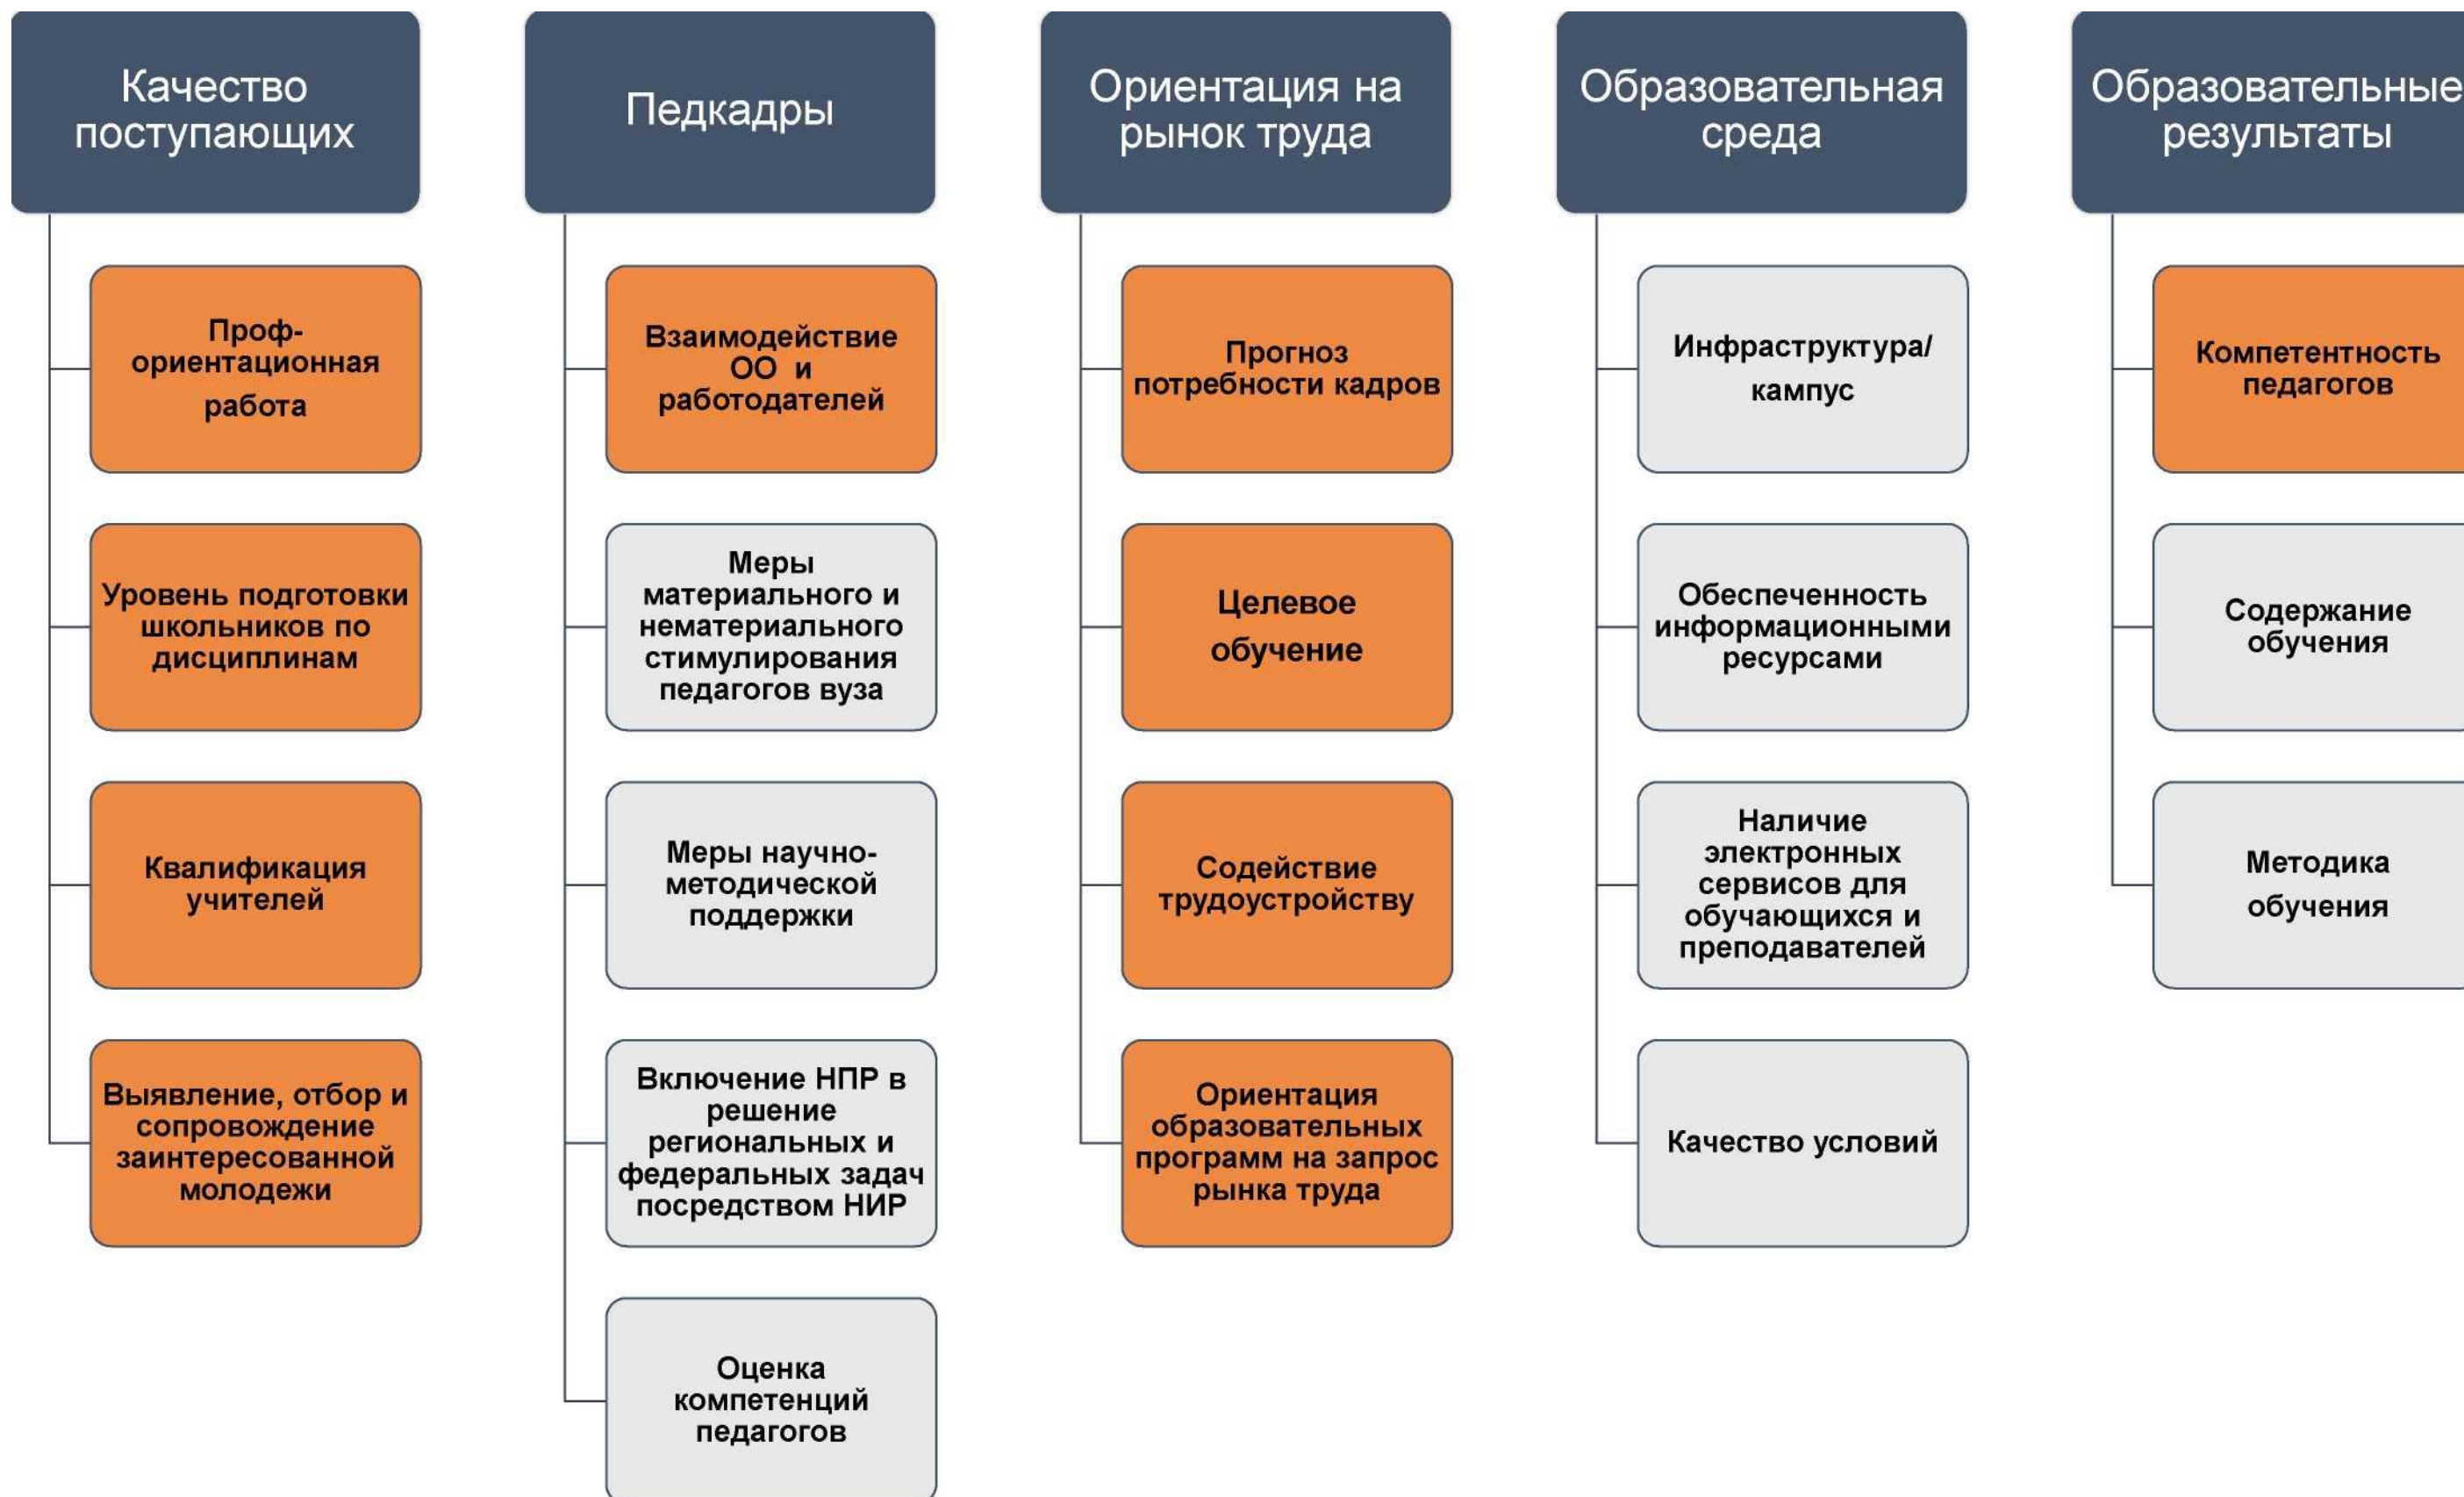 Качество
поступающих
Проф-
ориентационная
работа
Уровень подготовки
школьников по
дисциплинам
Квалификация
учителей
Выявление, отбор и
сопровождение
заинтересованной
молодежи
Педкадры
Взаимодействие
ОО и
работодателей
Меры
материального и
нематериального
стимулирования
педагогов вуза
Меры научно-
методической
поддержки
Включение НПР в
решение
региональных и
федеральных задач
посредством НИР
Оценка
компетенций
педагогов
Ориентация на
рынок труда
Прогноз
потребности кадров
Целевое
обучение
Содействие
трудоустройству
Ориентация
образовательных
программ на запрос
рынка труда
Образовательная
среда
Инфраструктура/
кампус
Обеспеченность
информационными
ресурсами
Наличие
электронных
сервисов для
обучающихся и
преподавателей
Качество условий
Образовательные
результаты
Компетентность
педагогов
Содержание
обучения
Методика
обучения